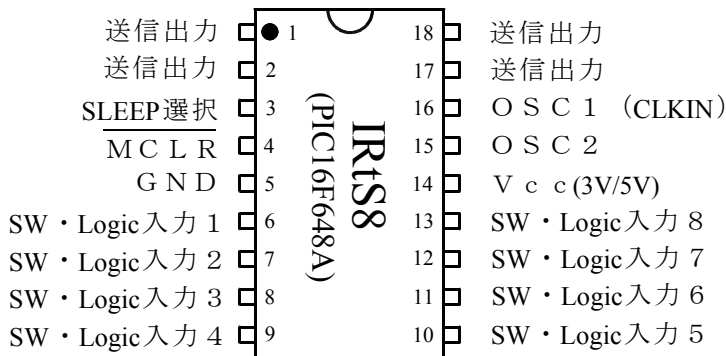 送信出力 1 18 送信出力
送信出力 2 17 送信出力
SLEEP選択 3 16 ＯＳＣ１ （CLKIN）
ＭＣＬＲ 4 15 ＯＳＣ２
ＧＮＤ 5 14 Ｖｃｃ(3V/5V)
SW・Logic入力１ 6 13 SW・Logic入力８
SW・Logic入力２ 7 12 SW・Logic入力７
SW・Logic入力３ 8 11 SW・Logic入力６
SW・Logic入力４ 9 10 SW・Logic入力５
IRtS8
(PIC16F648A)